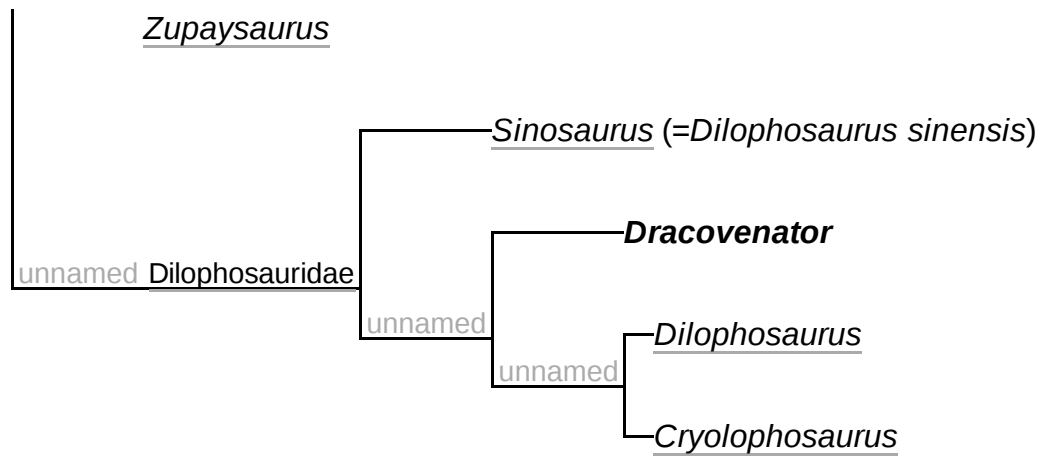 Zupaysaurus
Sinosaurus (=Dilophosaurus sinensis)
Dracovenator
unnamed Dilophosauridae
unnamed
Dilophosaurus
unnamed
Cryolophosaurus